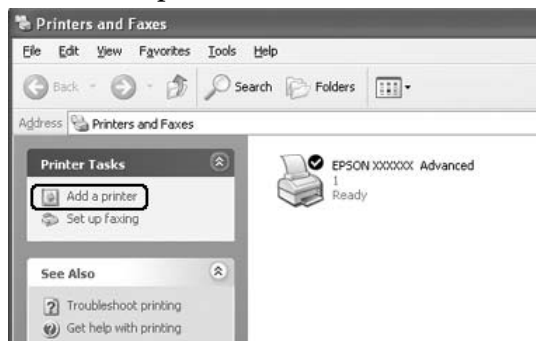 Printers and Faxes
File Edit View Favorites Tools Help
Back Search Folders
Address Printers and Faxes
Printer Tasks
Add a printer
Set up faxing
See Also
Troubleshoot printing
Get help with printing
EPSON XXXXXX Advanced
1
Ready